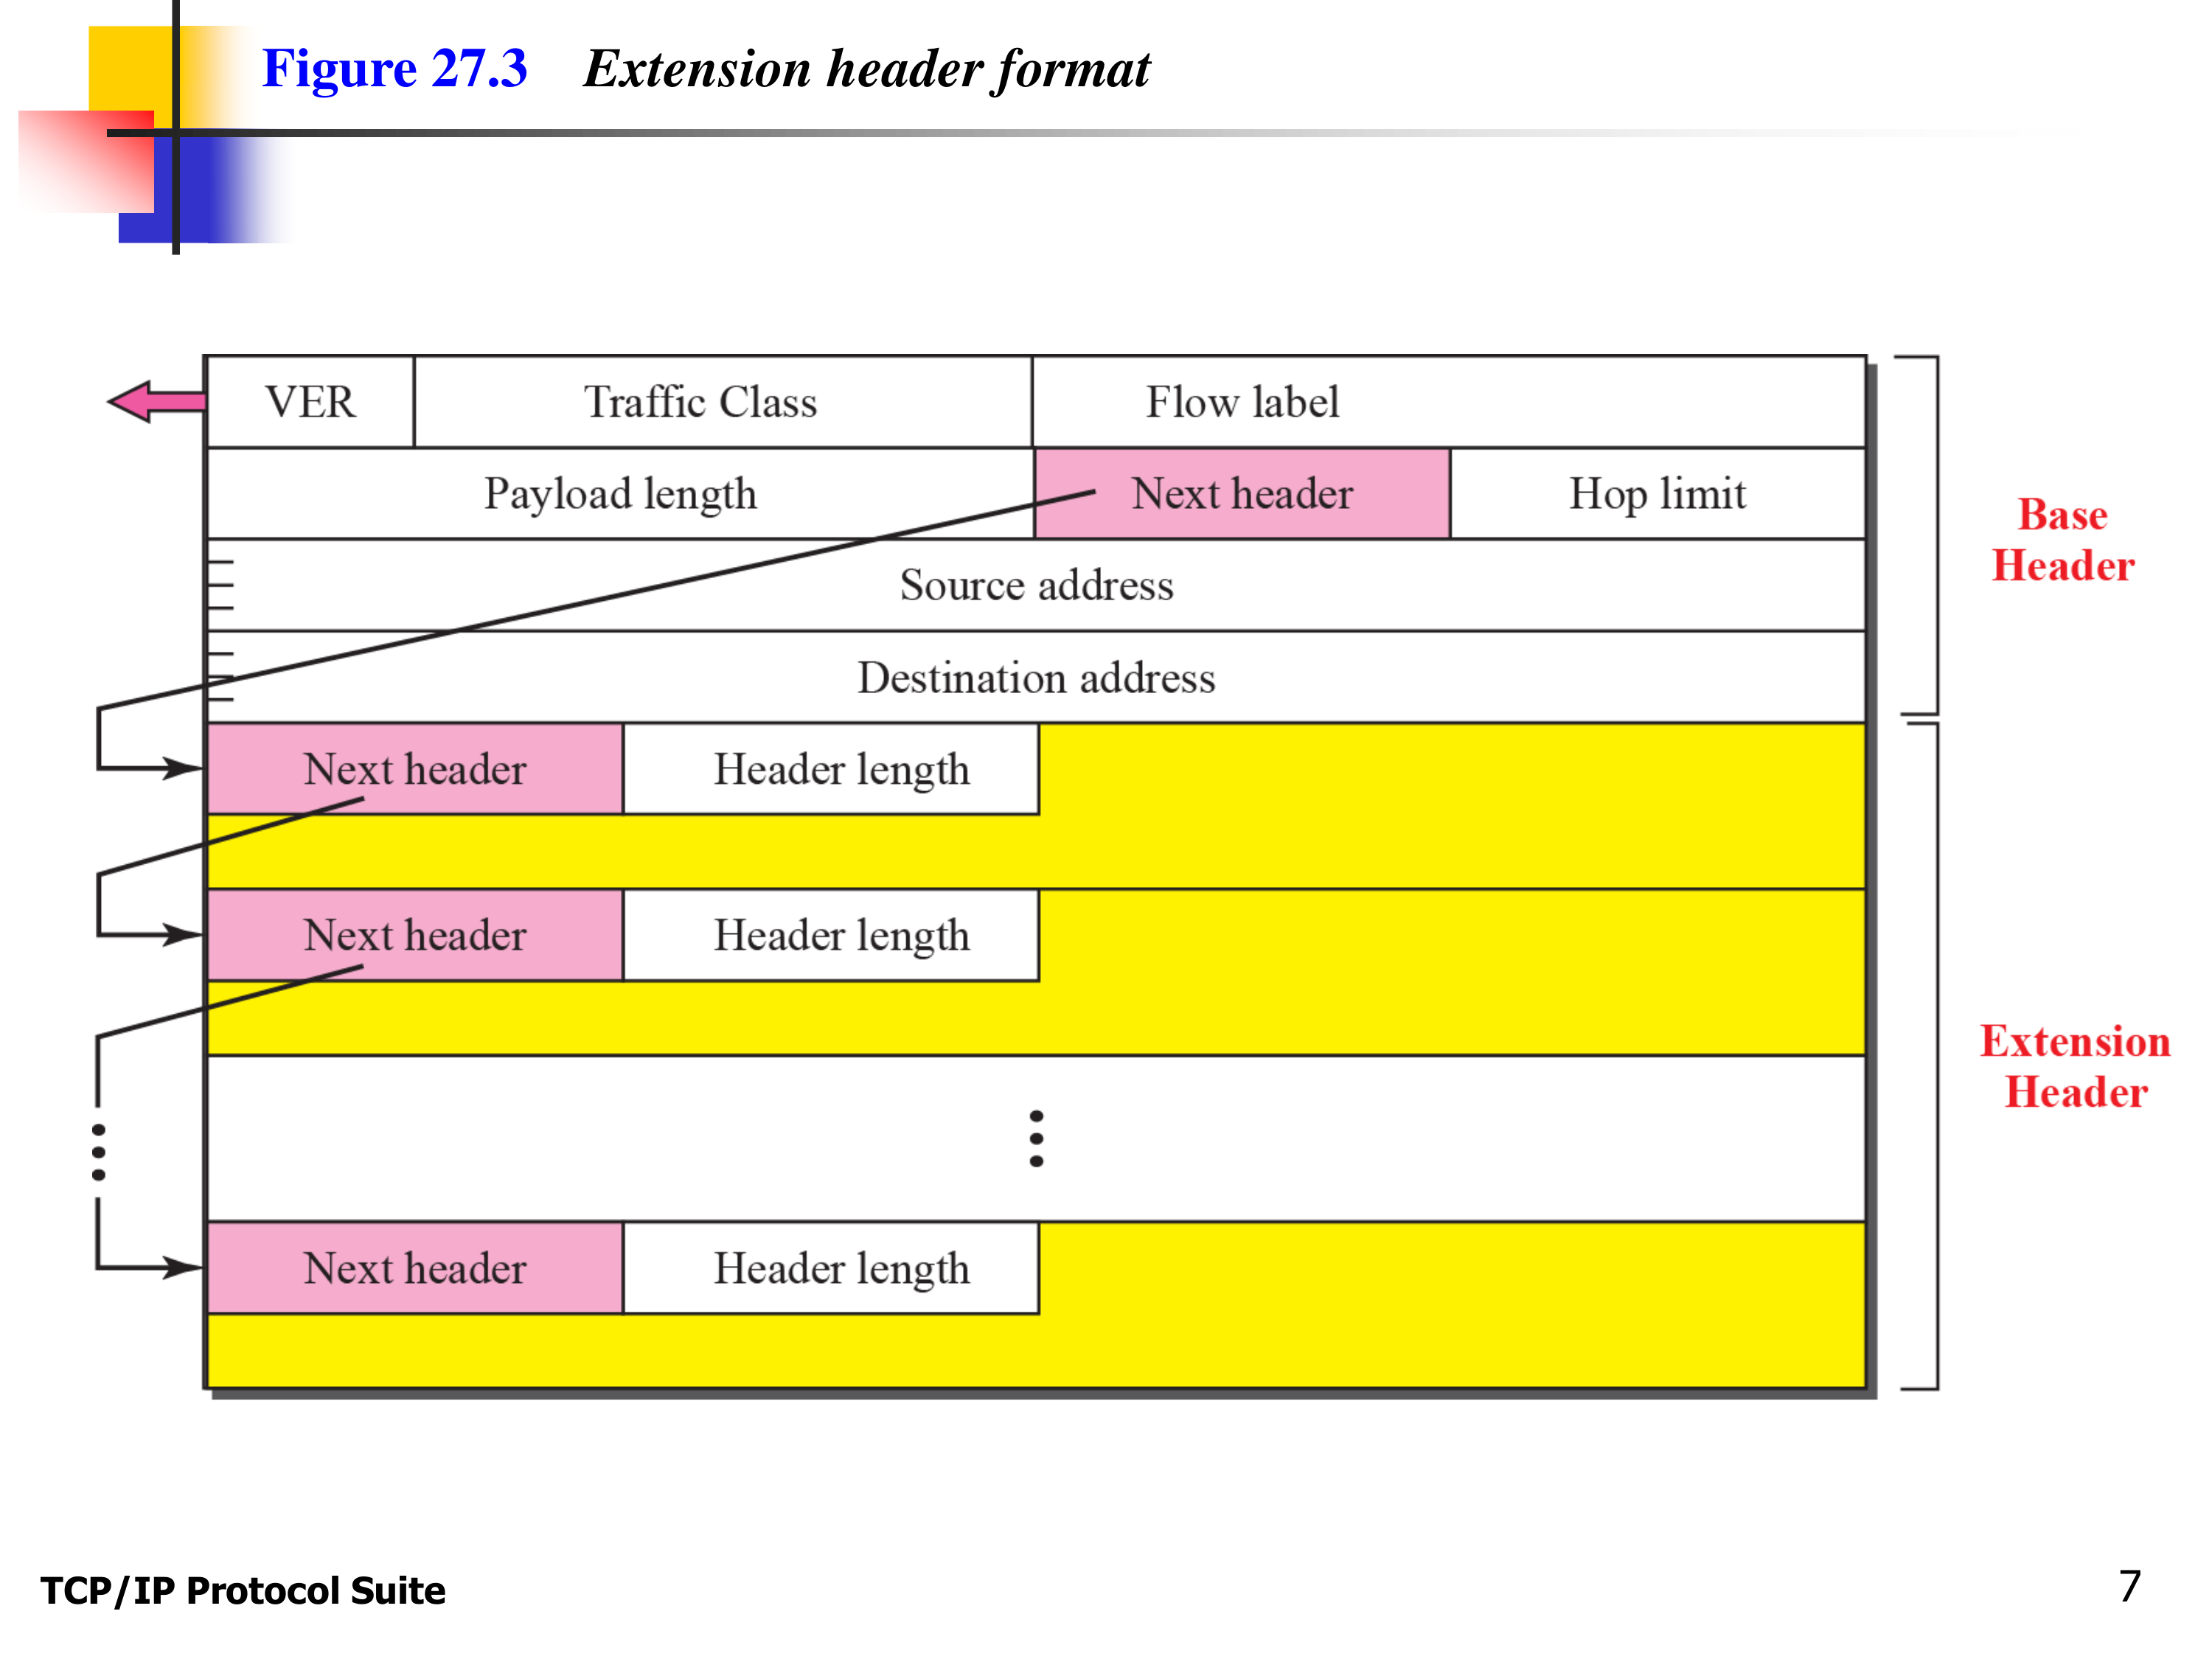 Figure 27.3 Extension header format
VER Traffic Class Flow label
Payload length Next header Hop limit
Source address
Destination address
Base
Header
Next header Header length
Next header Header length
Next header Header length
Extension
Header
TCP/IP Protocol Suite 7